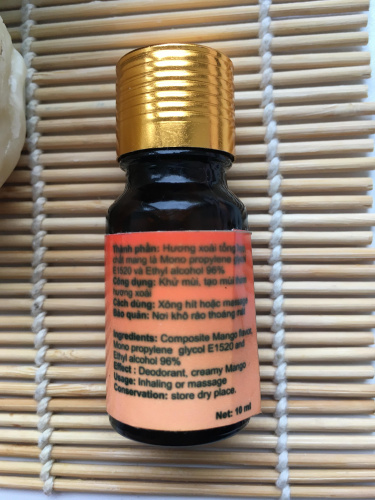 Thành phần: Hương xoài tổng
chất mang là Mono propylene glycol
E1520 và Ethyl alcohol 96%
Công dụng: Khử mùi, tạo mùi
hương xoài
Cách dùng: Xông hít hoặc massage
Bảo quản: Nơi khô ráo thoáng
Ingredients: Composite Mango flavor,
Mono propylene glycol E1520 and
Ethyl alcohol 96%
Effect : Deodorant, creamy Mango
Usage: Inhaling or massage
Conservation: store dry place.
Net: 10 ml